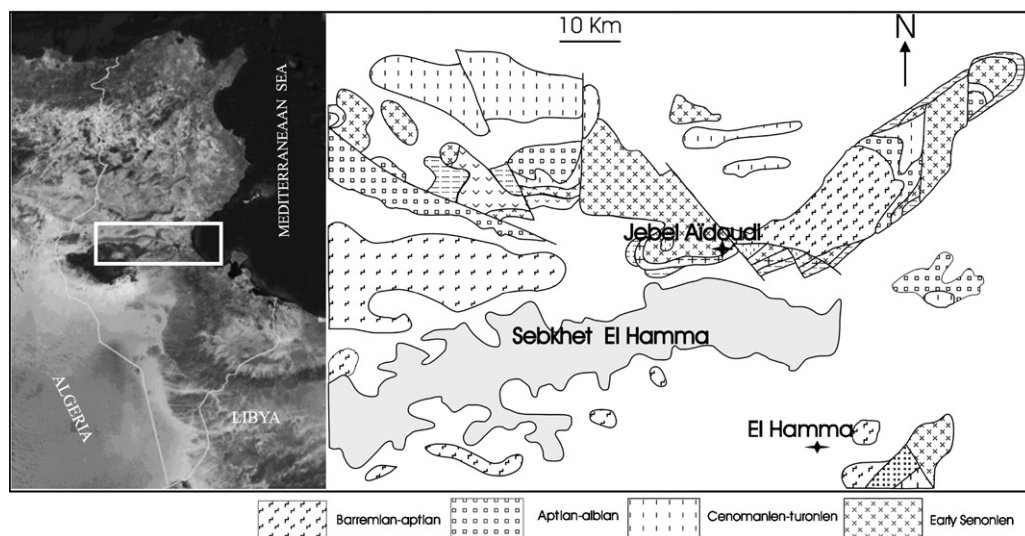 MEDITERRANEAAN SEA
ALGERIA
LIBYA
10 Km
N
Jebel Aïdoudi
Sebkhet El Hamma
El Hamma
Barremian-aptian
Aptian-albian
Cenomanien-turonien
Early Senonien